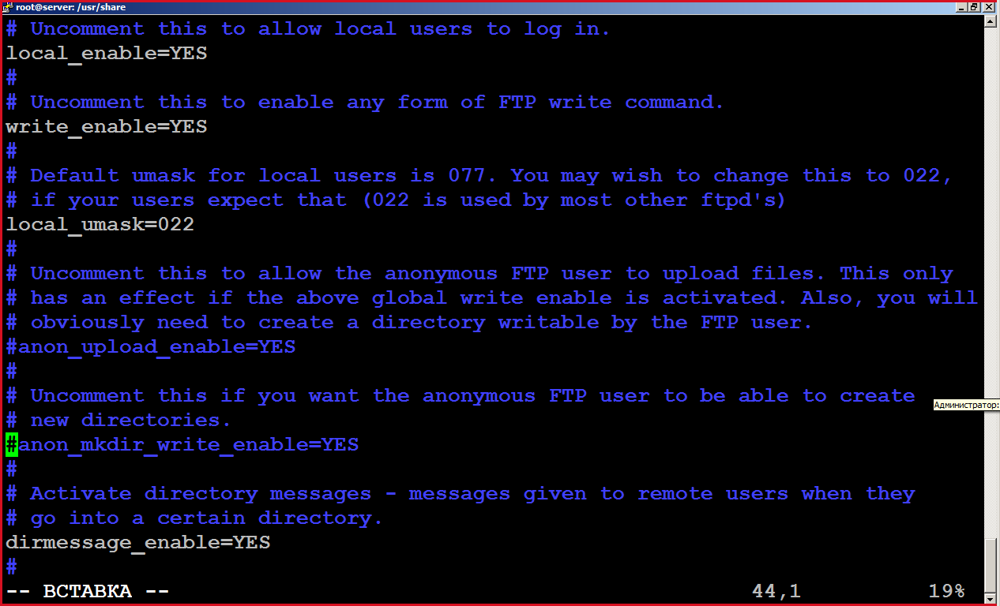 root@server: /usr/share
# Uncomment this to allow local users to log in.
local_enable=YES
#
# Uncomment this to enable any form of FTP write command.
write_enable=YES
#
# Default umask for local users is 077. You may wish to change this to 022,
# if your users expect that (022 is used by most other ftpd's)
local_umask=022
#
# Uncomment this to allow the anonymous FTP user to upload files. This only
# has an effect if the above global write enable is activated. Also, you will
# obviously need to create a directory writable by the FTP user.
#anon_upload_enable=YES
#
# Uncomment this if you want the anonymous FTP user to be able to create
Администратор:
# new directories.
#anon_mkdir_write_enable=YES
#
# Activate directory messages - messages given to remote users when they
# go into a certain directory.
dirmessage_enable=YES
#
-- ВСТАВКА -- 44,1 19%